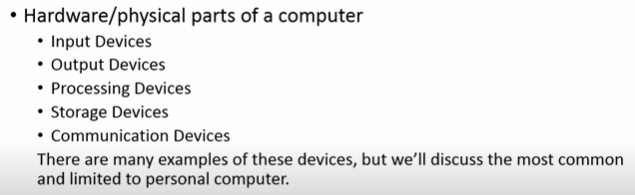 • Hardware/physical parts of a computer
• Input Devices
• Output Devices
• Processing Devices
• Storage Devices
• Communication Devices
There are many examples of these devices, but we'll discuss the most common
and limited to personal computer.